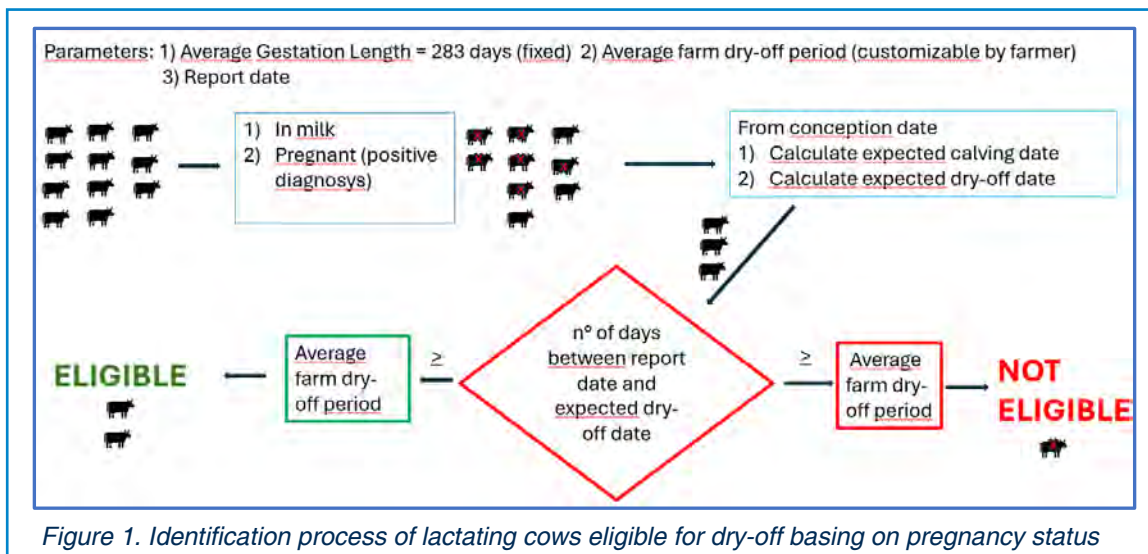 Parameters: 1) Average Gestation Length = 283 days (fixed) 2) Average farm dry-off period (customizable by farmer)
3) Report date
1) In milk
2) Pregnant (positive
diagnosys)
From conception date
1) Calculate expected calving date
2) Calculate expected dry-off date
ELIGIBLE
Average
farm dry-
off period
≥
n° of days
between report
date and
expected dry-
off date
≥
Average
farm dry-
off period
NOT
ELIGIBLE
Figure 1. Identification process of lactating cows eligible for dry-off basing on pregnancy status